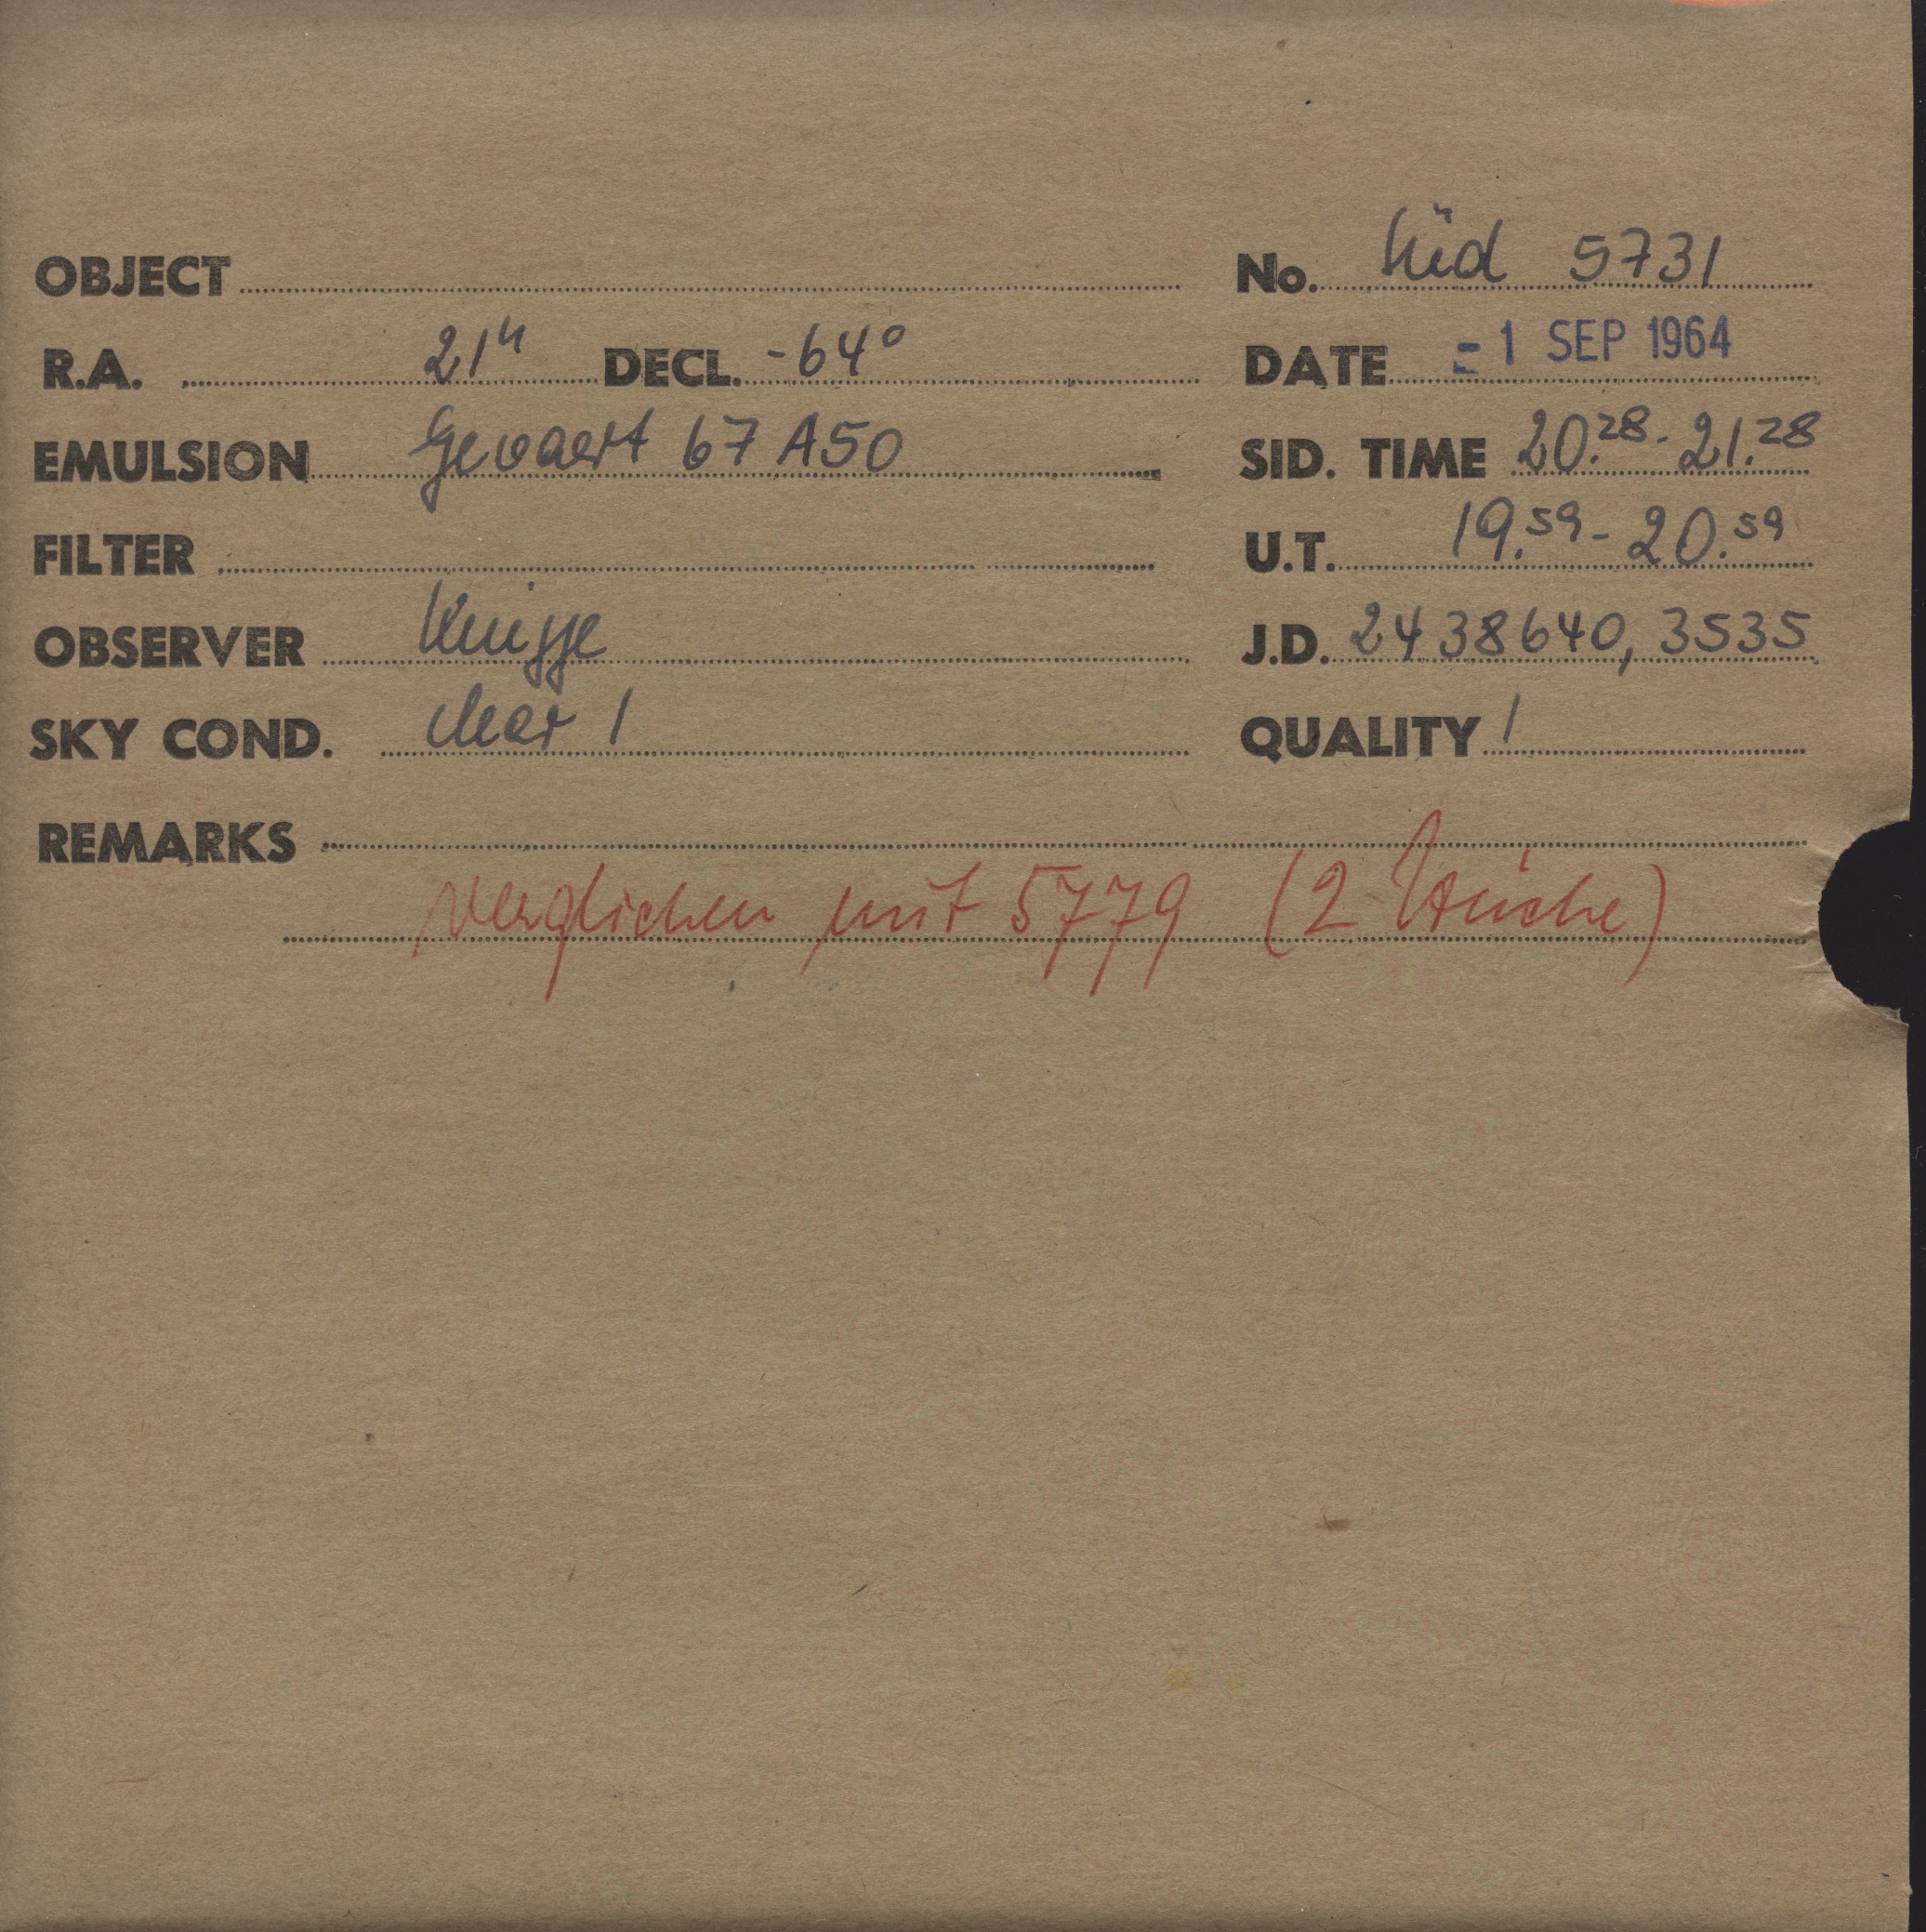 OBJECT No. Süd 5731
R.A. 21h DECL. -64° DATE -1 SEP 1964
EMULSION Gevaert 67 A50 SID. TIME 20.28 - 21.28
FILTER U.T. 19.59 - 20.59
OBSERVER Knigge J.D. 2438640,3535
SKY COND. clear 1 QUALITY 1
REMARKS
verglichen mit 5779 (2